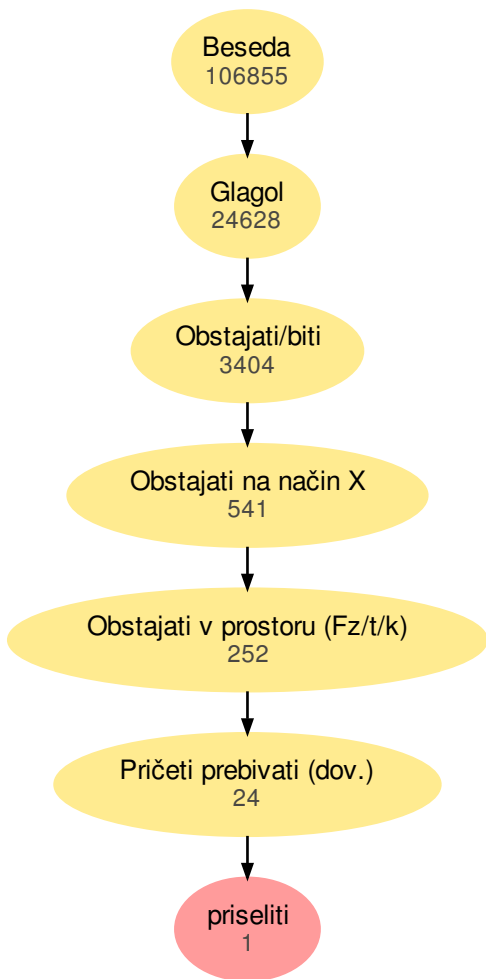 Beseda
106855
Glagol
24628
Obstajati/biti
3404
Obstajati na način X
541
Obstajati v prostoru (Fz/t/k)
252
Pričeti prebivati (dov.)
24
priseliti
1